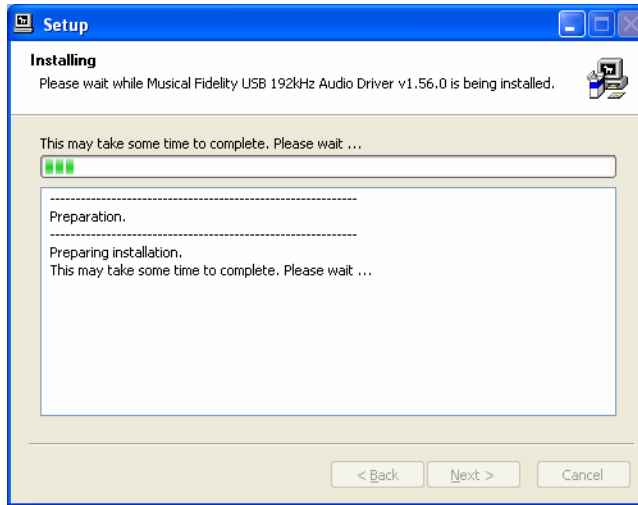 Setup
Installing
Please wait while Musical Fidelity USB 192kHz Audio Driver v1.56.0 is being installed.
This may take some time to complete. Please wait ...
------------------------------------------------------------
Preparation.
------------------------------------------------------------
Preparing installation.
This may take some time to complete. Please wait ...
< Back
Next >
Cancel